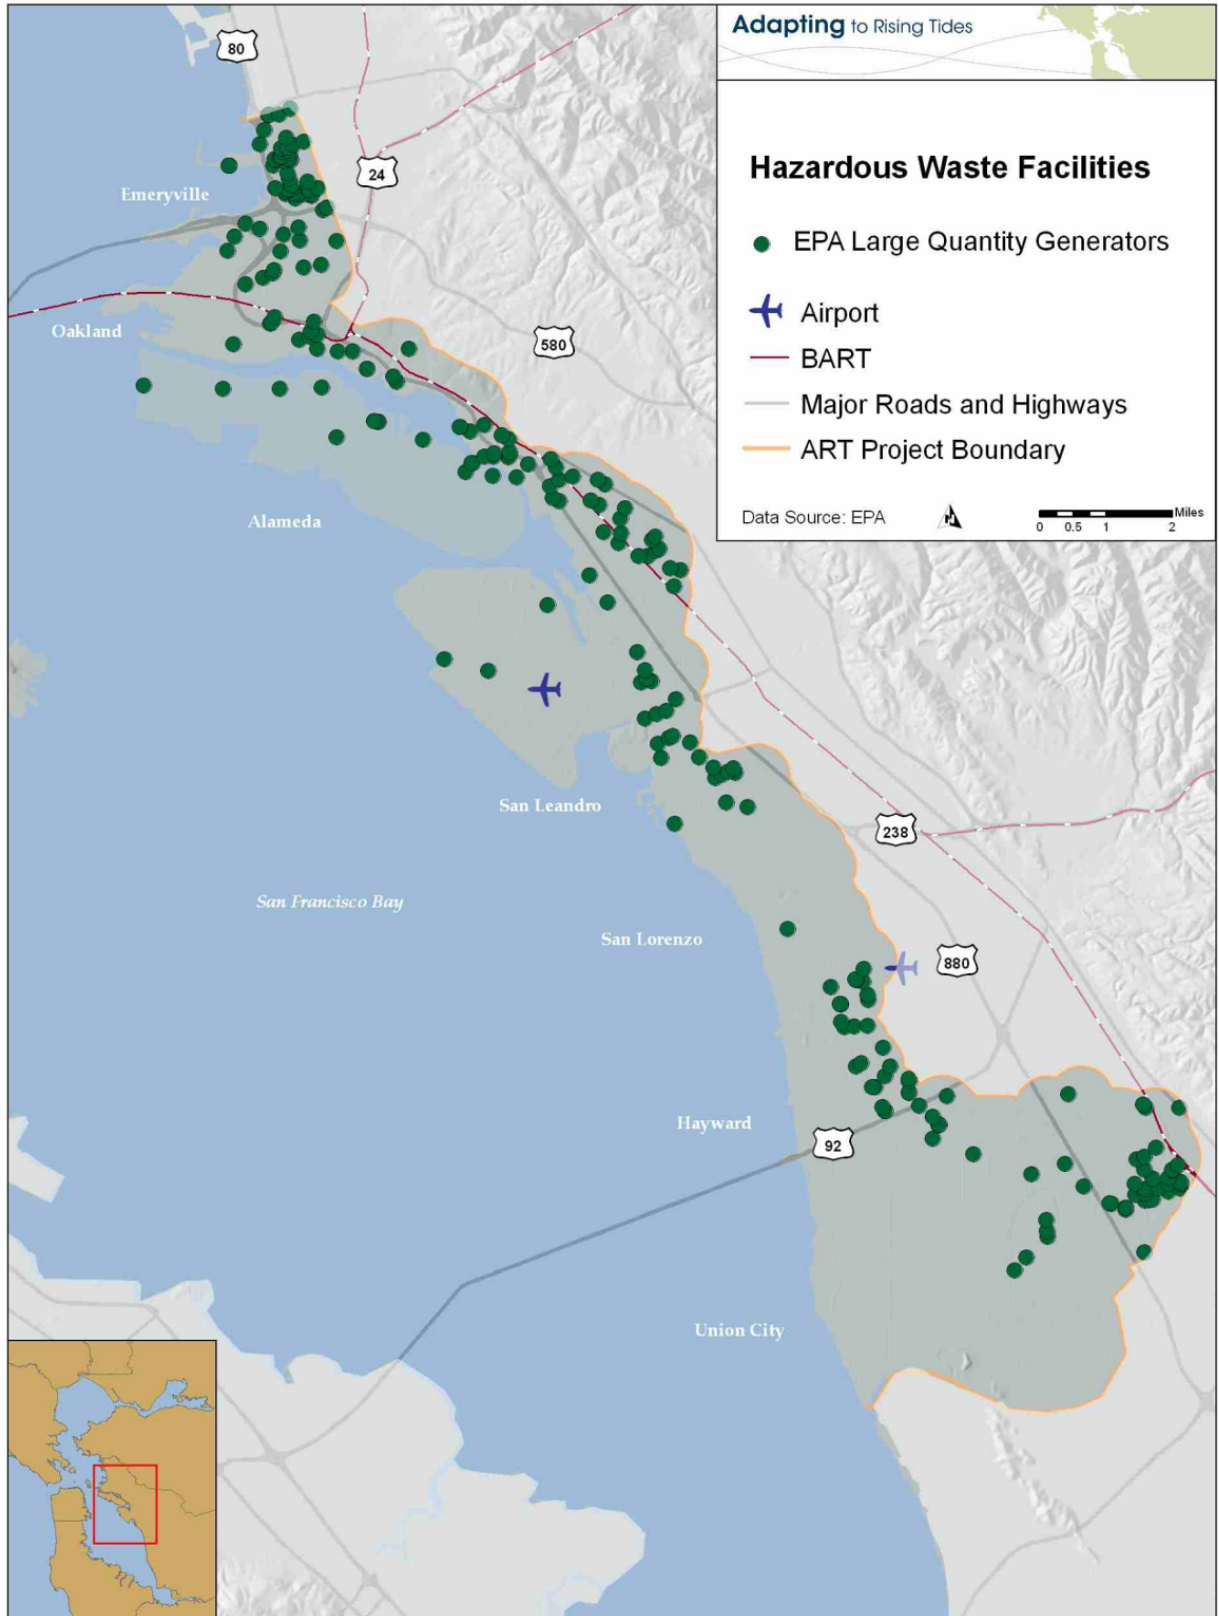 Adapting to Rising Tides
Hazardous Waste Facilities
EPA Large Quantity Generators
Airport
BART
Major Roads and Highways
ART Project Boundary
Data Source: EPA
N
Miles
0 0.5 1 2
80
24
Emeryville
Oakland
580
Alameda
San Leandro
238
San Francisco Bay
San Lorenzo
880
Hayward
92
Union City